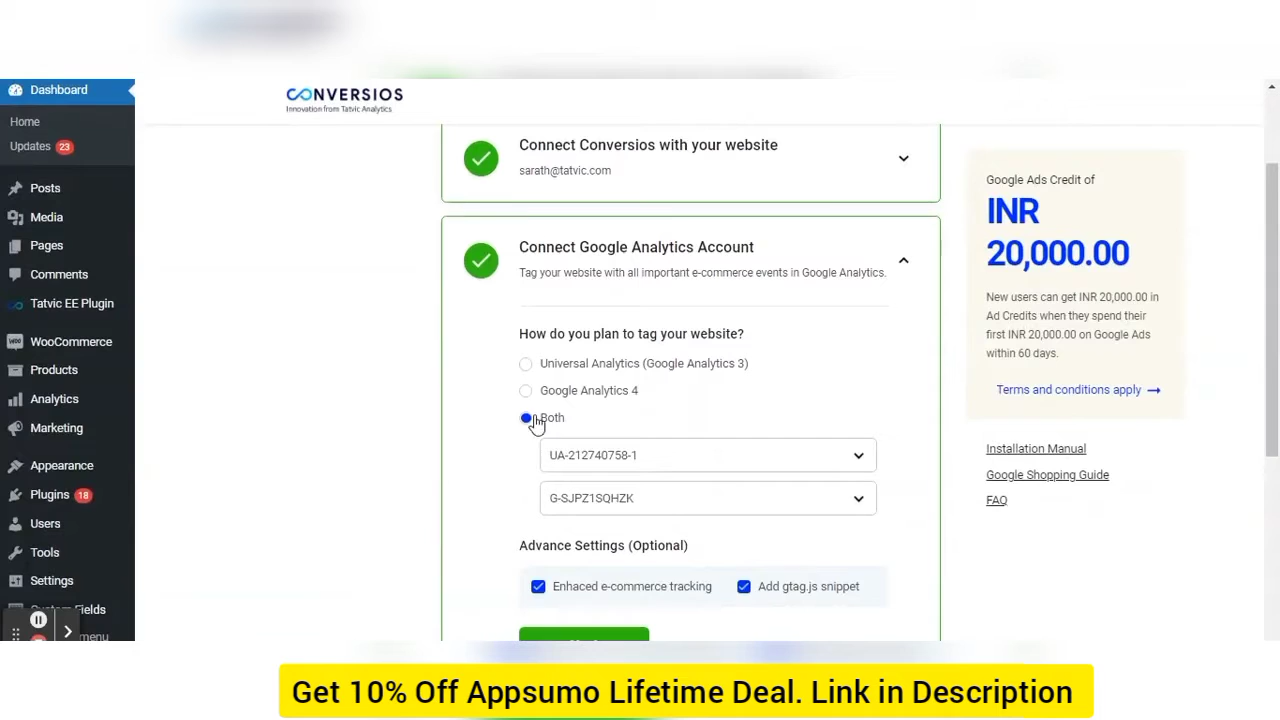 Dashboard
Home
Updates 23
Posts
Media
Pages
Comments
Tatvic EE Plugin
WooCommerce
Products
Analytics
Marketing
Appearance
Plugins 18
Users
Tools
Settings
Custom Fields
menu
CONVERSIOS
Innovation from Tatvic Analytics
Connect Conversios with your website
sarath@tatvic.com
Connect Google Analytics Account
Tag your website with all important e-commerce events in Google Analytics.
How do you plan to tag your website?
Universal Analytics (Google Analytics 3)
Google Analytics 4
Both
UA-212740758-1
G-SJPZ1SQHZK
Advance Settings (Optional)
Enhaced e-commerce tracking
Add gtag.js snippet
Google Ads Credit of
INR
20,000.00
New users can get INR 20,000.00 in
Ad Credits when they spend their
first INR 20,000.00 on Google Ads
within 60 days.
Terms and conditions apply
Installation Manual
Google Shopping Guide
FAQ
Get 10% Off Appsumo Lifetime Deal. Link in Description